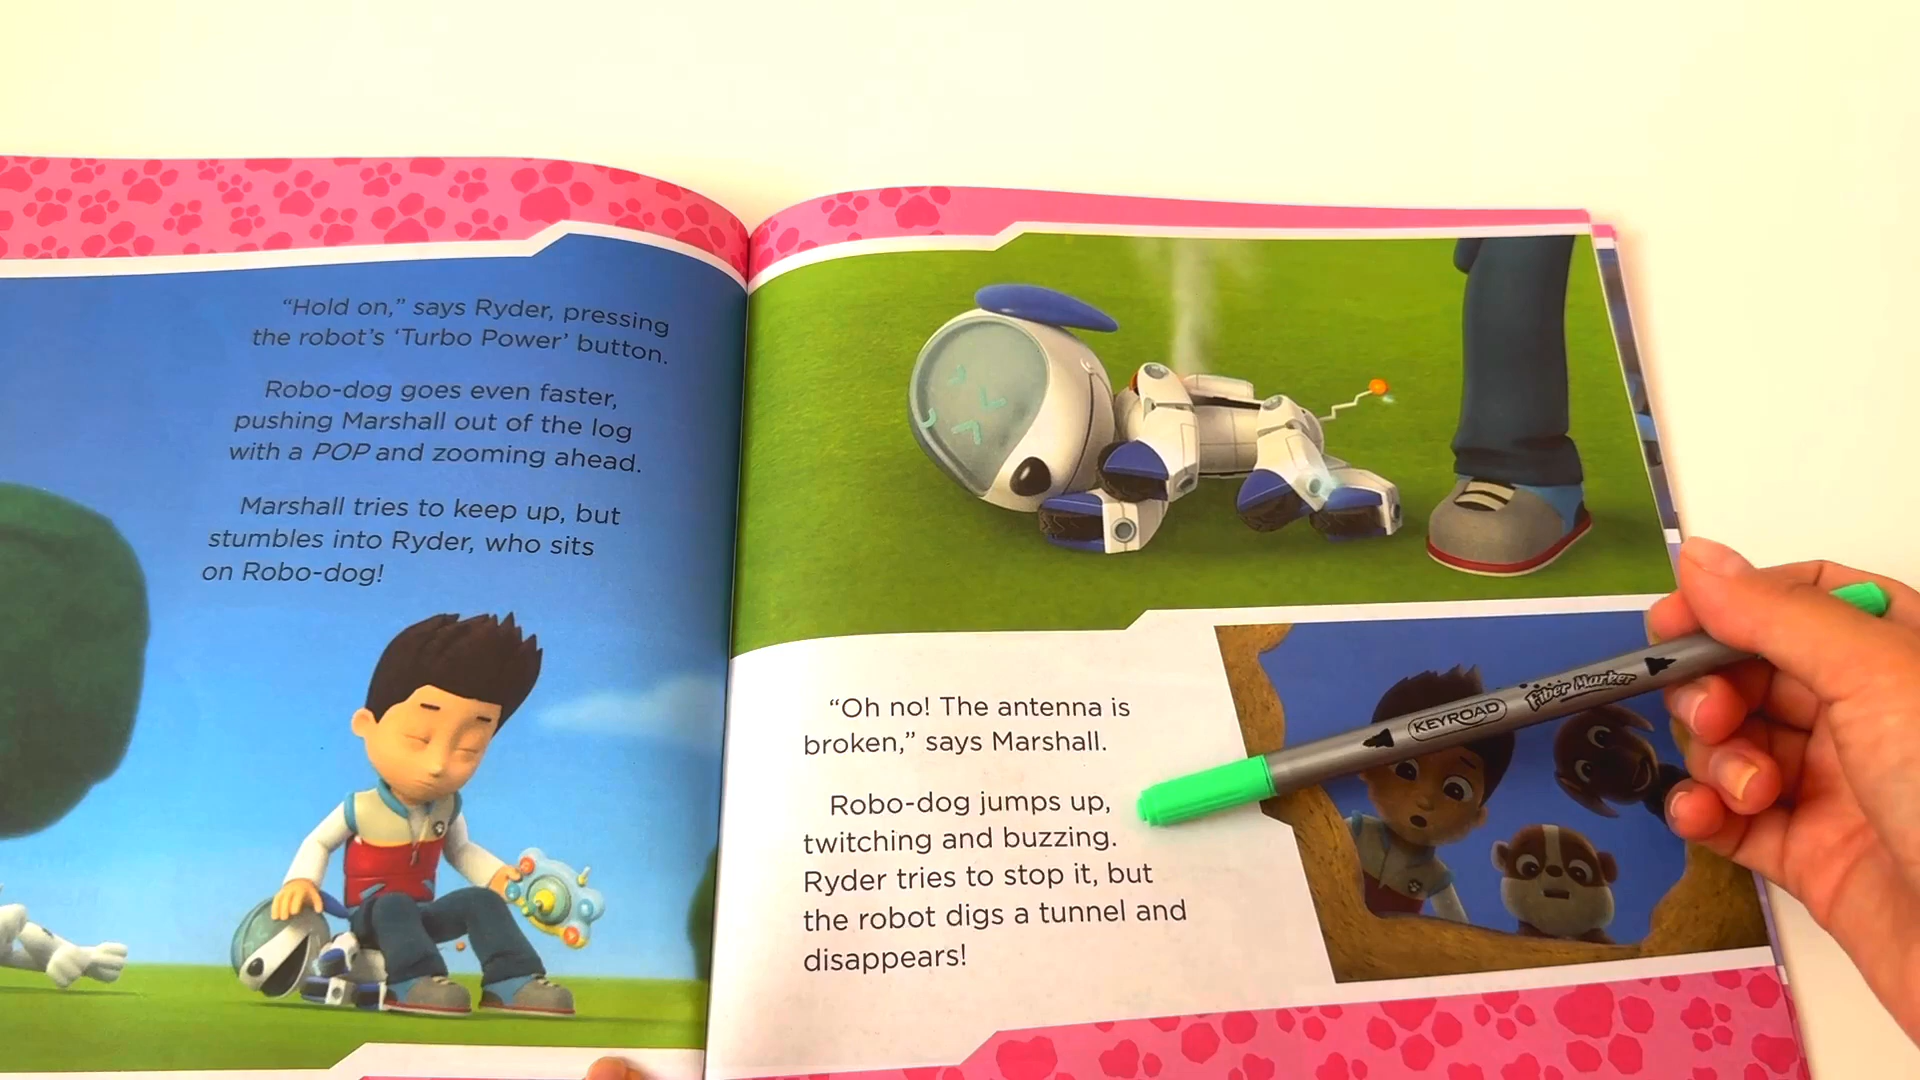 “Hold on,” says Ryder, pressing
the robot’s ‘Turbo Power’ button.
Robo-dog goes even faster,
pushing Marshall out of the log
with a POP and zooming ahead.
Marshall tries to keep up, but
stumbles into Ryder, who sits
on Robo-dog!
“Oh no! The antenna is
broken,” says Marshall.
Robo-dog jumps up,
twitching and buzzing.
Ryder tries to stop it, but
the robot digs a tunnel and
disappears!
KEYROAD Fiber Marker